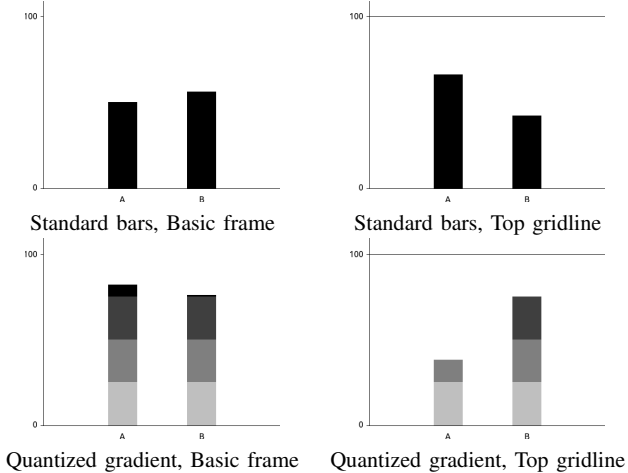 100 100
0 0
A B A B
Standard bars, Basic frame Standard bars, Top gridline
100 100
0 0
A B A B
Quantized gradient, Basic frame Quantized gradient, Top gridline